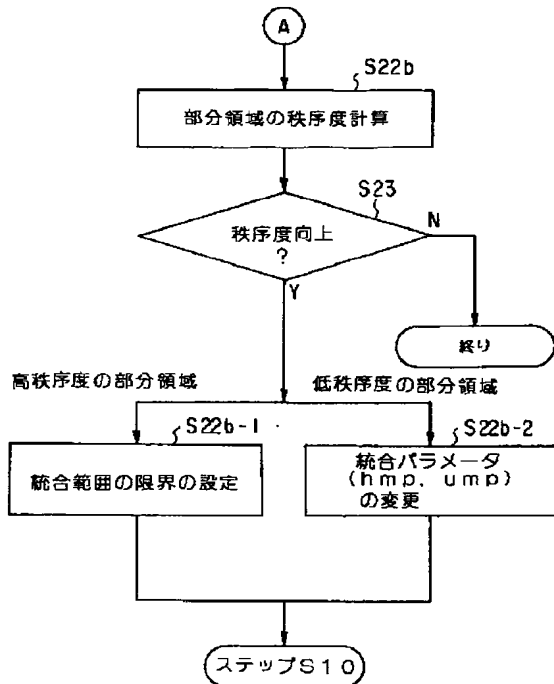 A
S22b
部分領域の秩序度計算
S23
秩序度向上
?
N
Y
終り
高秩序度の部分領域
低秩序度の部分領域
S22b-1
S22b-2
統合範囲の限界の設定
統合パラメータ
(hmp, ump)
の変更
ステップS10